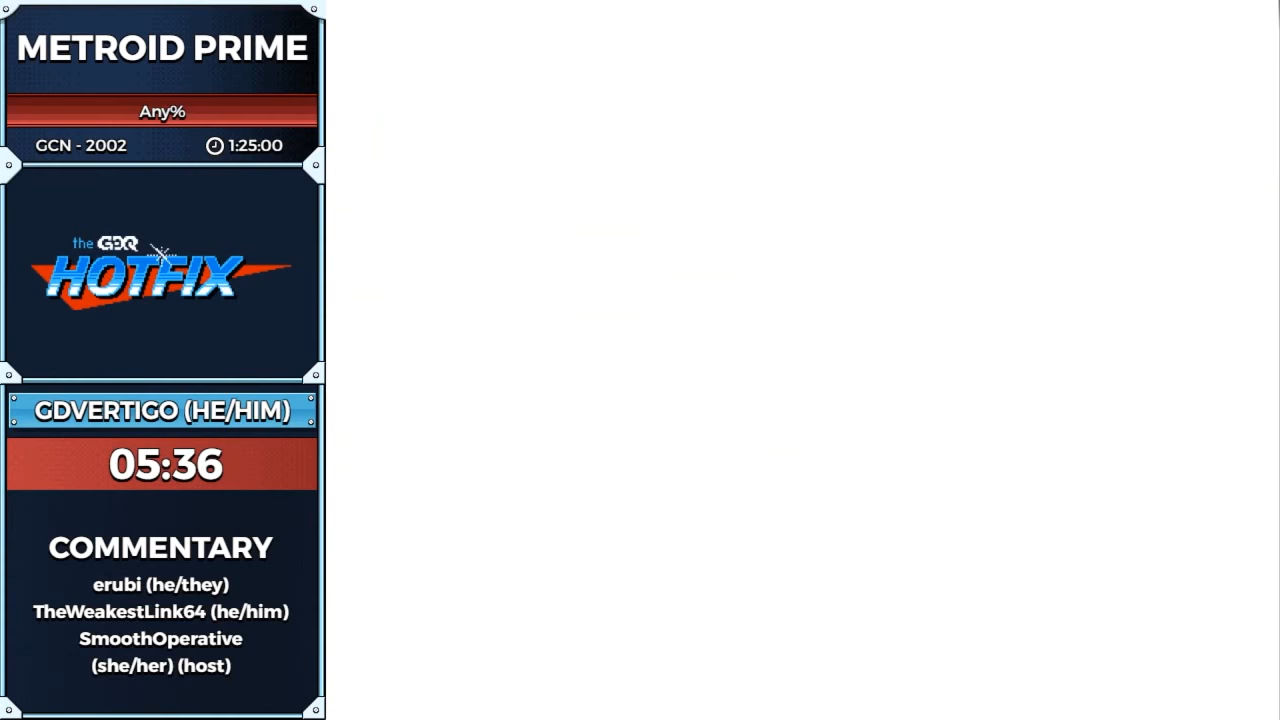 METROID PRIME
Any%
GCN - 2002 1:25:00
the GDQ
HOTFIX
GDVERTIGO (HE/HIM)
05:36
COMMENTARY
erubi (he/they)
TheWeakestLink64 (he/him)
SmoothOperative
(she/her) (host)